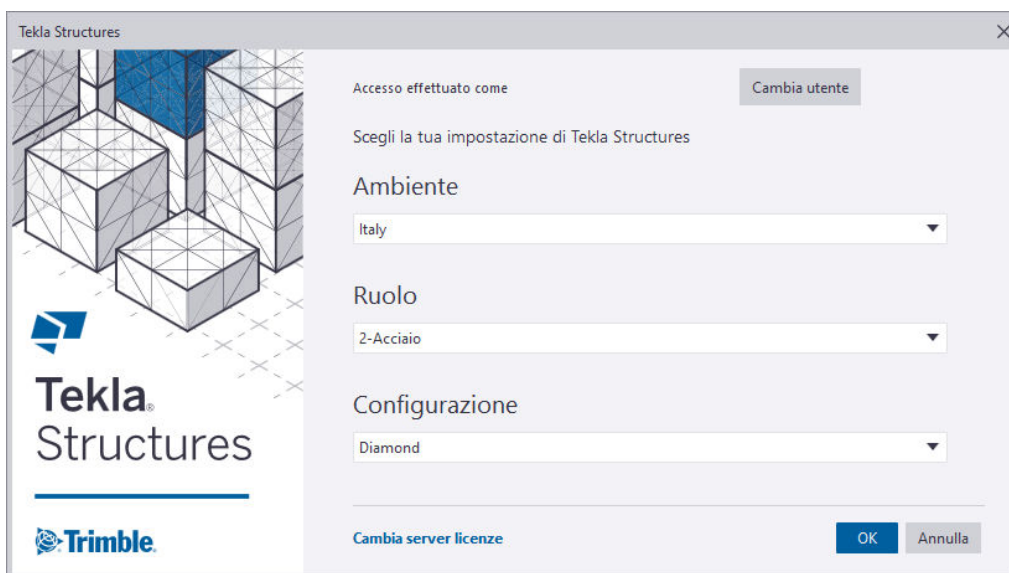 Tekla Structures
Accesso effettuato come
Cambia utente
Scegli la tua impostazione di Tekla Structures
Ambiente
Italy
Ruolo
2-Acciaio
Configurazione
Diamond
Tekla®
Structures
Trimble.
Cambia server licenze
OK
Annulla